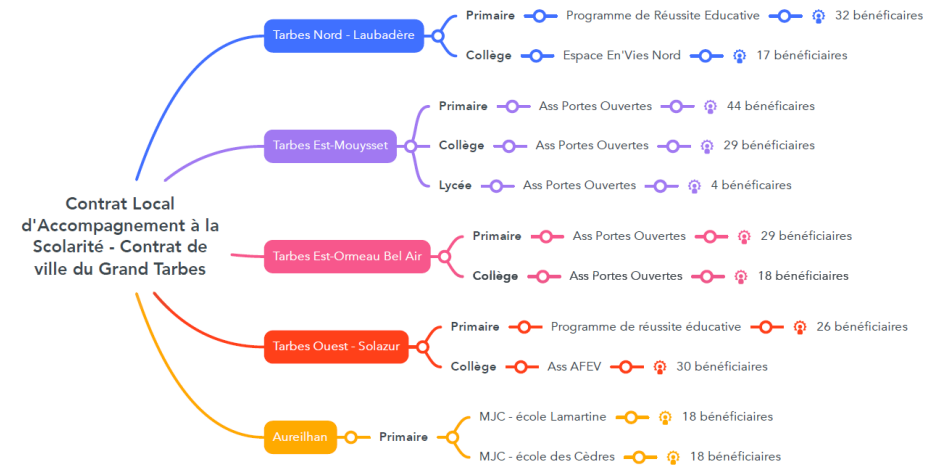 Contrat Local
d'Accompagnement à la
Scolarité - Contrat de
ville du Grand Tarbes
Tarbes Nord - Laubadère
Primaire Programme de Réussite Educative 32 bénéficiaires
Collège Espace En'Vies Nord 17 bénéficiaires
Tarbes Est-Mouysset
Primaire Ass Portes Ouvertes 44 bénéficaires
Collège Ass Portes Ouvertes 29 bénéficiaires
Lycée Ass Portes Ouvertes 4 bénéficiaires
Tarbes Est-Ormeau Bel Air
Primaire Ass Portes Ouvertes 29 bénéficiaires
Collège Ass Portes Ouvertes 18 bénéficiaires
Tarbes Ouest - Solazur
Primaire Programme de réussite éducative 26 bénéficiaires
Collège Ass AFEV 30 bénéficiaires
Aureilhan
Primaire
MJC - école Lamartine 18 bénéficiaires
MJC - école des Cèdres 18 bénéficiaires